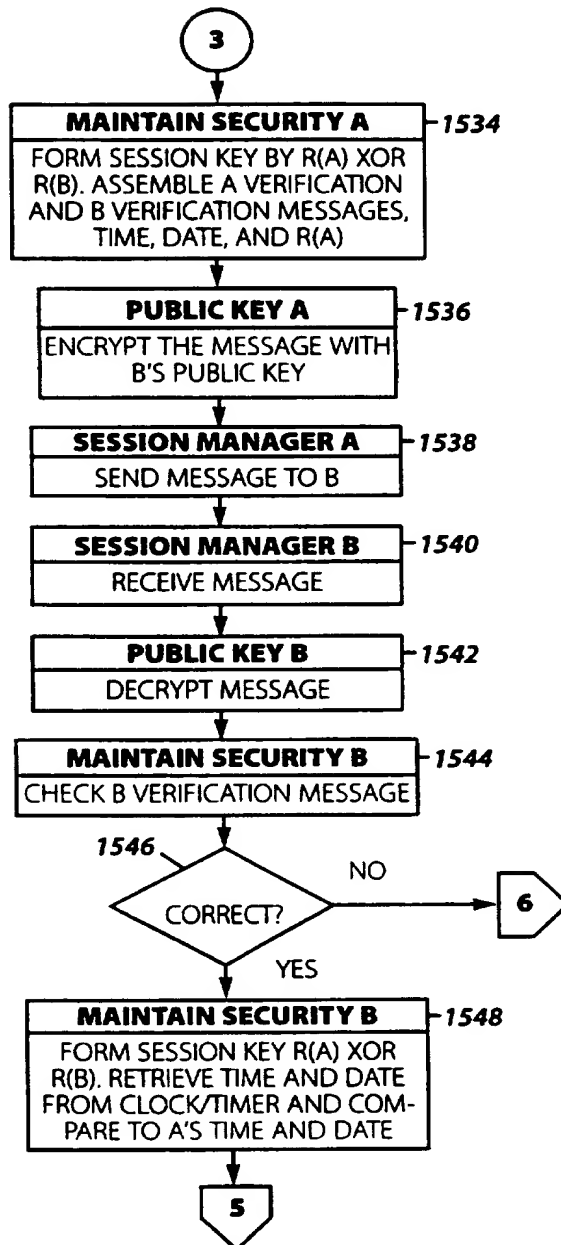 3
MAINTAIN SECURITY A
1534
FORM SESSION KEY BY R(A) XOR
R(B). ASSEMBLE A VERIFICATION
AND B VERIFICATION MESSAGES,
TIME, DATE, AND R(A)
PUBLIC KEY A
1536
ENCRYPT THE MESSAGE WITH
B'S PUBLIC KEY
SESSION MANAGER A
1538
SEND MESSAGE TO B
SESSION MANAGER B
1540
RECEIVE MESSAGE
PUBLIC KEY B
1542
DECRYPT MESSAGE
MAINTAIN SECURITY B
1544
CHECK B VERIFICATION MESSAGE
1546
CORRECT?
NO
6
YES
MAINTAIN SECURITY B
1548
FORM SESSION KEY R(A) XOR
R(B). RETRIEVE TIME AND DATE
FROM CLOCK/TIMER AND COM-
PARE TO A'S TIME AND DATE
5